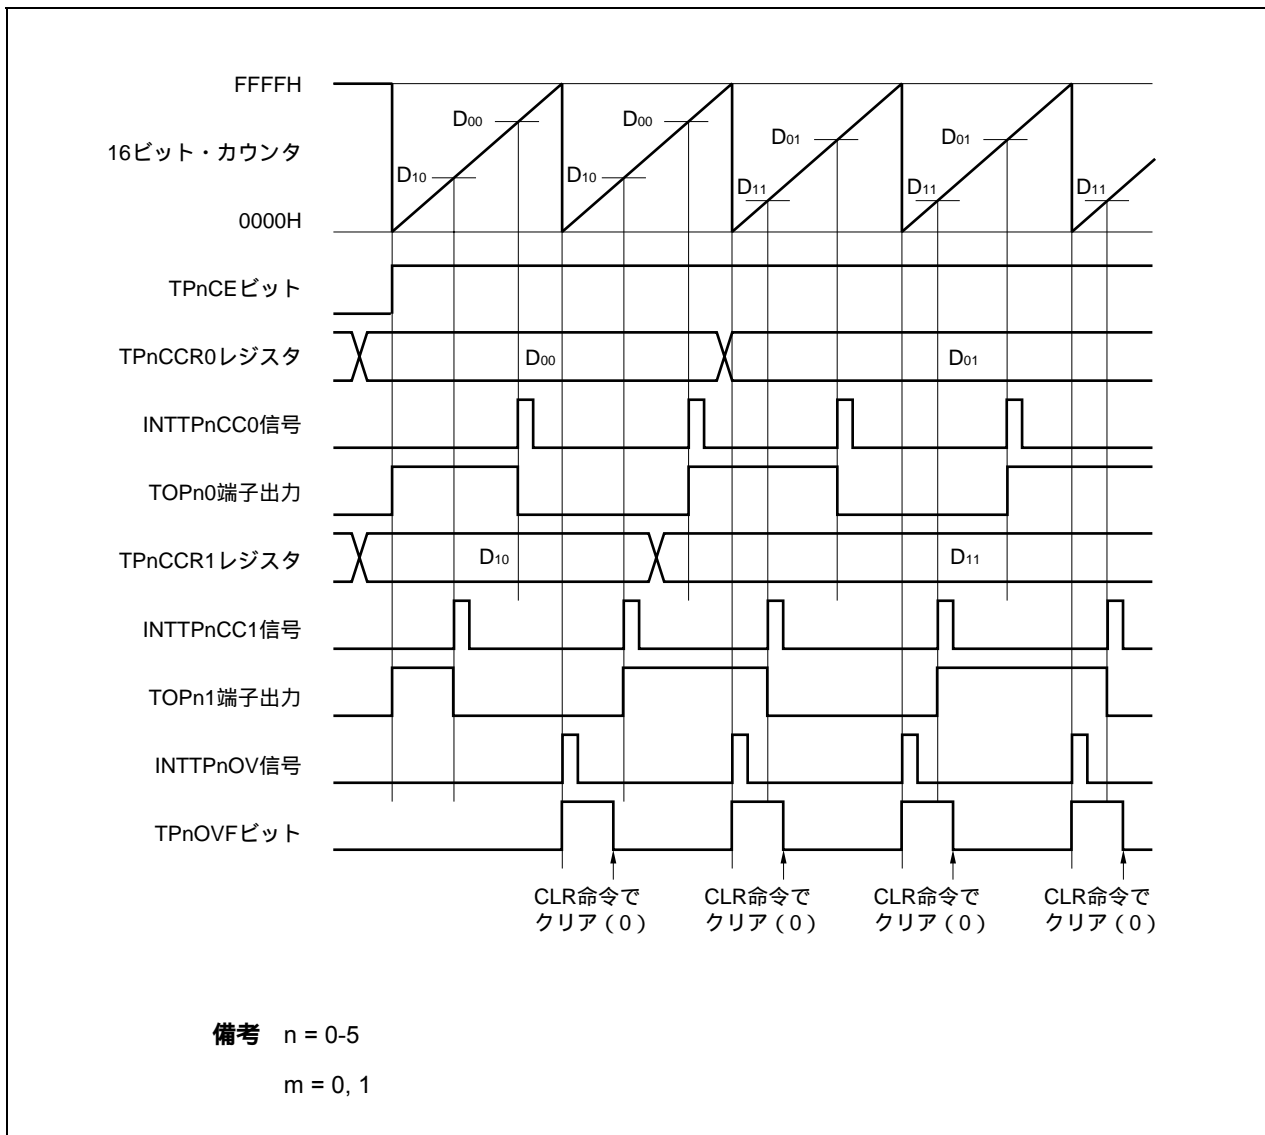 FFFFH
D00 D00 D01 D01
16ビット・カウンタ
D10 D10 D11 D11 D11
0000H
TPnCEビット
TPnCCR0レジスタ D00 D01
INTTPnCC0信号
TOPn0端子出力
TPnCCR1レジスタ D10 D11
INTTPnCC1信号
TOPn1端子出力
INTTPnOV信号
TPnOVFビット
CLR命令で CLR命令で CLR命令で CLR命令で
クリア（0） クリア（0） クリア（0） クリア（0）
備考 n = 0-5
m = 0, 1